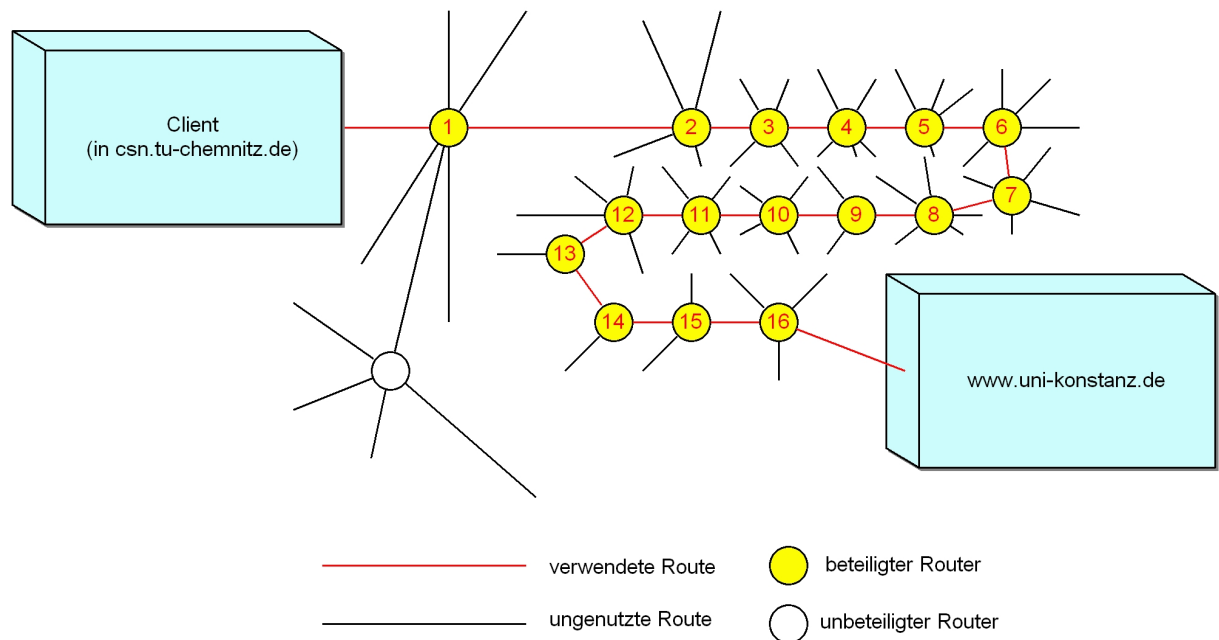 Client
(in csn.tu-chemnitz.de)
1
2
3
4
5
6
7
8
9
10
11
12
13
14
15
16
www.uni-konstanz.de
verwendete Route
beteiligter Router
ungenutzte Route
unbeteiligter Router